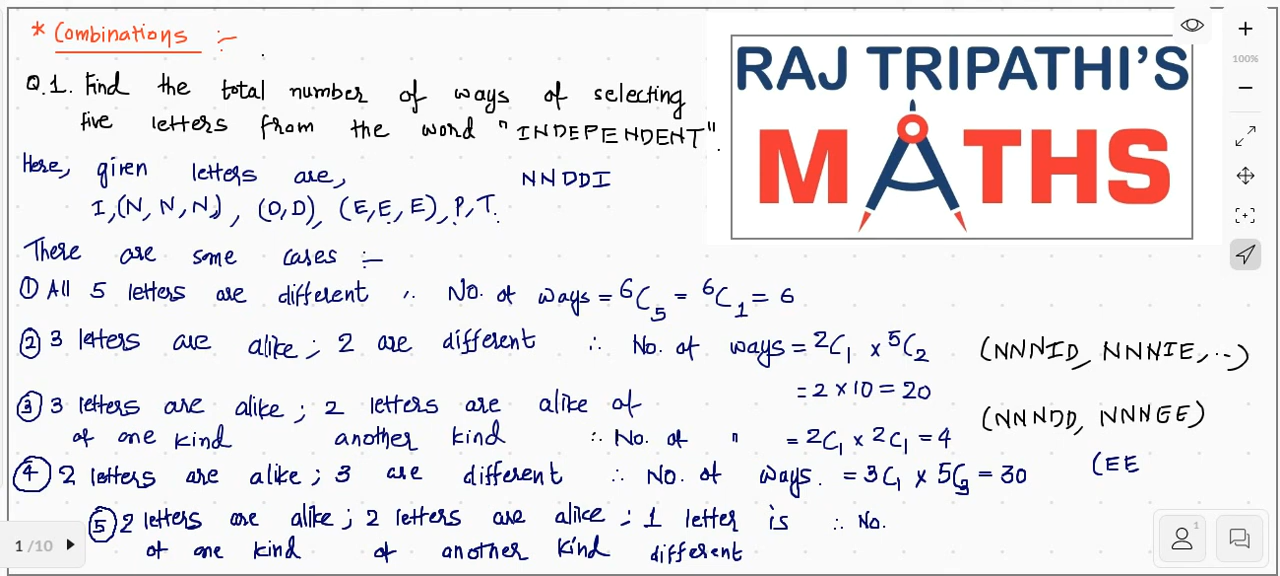 * Combinations :-
Q.1. Find the total number of ways of selecting
five letters from the word "INDEPENDENT".
Here, given letters are, NNDDI
I, (N, N, N), (D, D), (E, E, E), P, T.
There are some cases :-
① All 5 letters are different ∴ No. of ways = ⁶C₅ = ⁶C₁ = 6
② 3 letters are alike; 2 are different ∴ No. of ways = 2C₁ × ⁵C₂ (NNNID, NNNIE, ...)
= 2 × 10 = 20
③ 3 letters are alike; 2 letters are alike of (NNNDD, NNNEE)
of one kind another kind ∴ No. of " = 2C₁ × 2C₁ = 4
④ 2 letters are alike; 3 are different ∴ No. of ways. = 3C₁ × 5C₃ = 30 (EE
⑤ 2 letters are alike; 2 letters are alike; 1 letter is ∴ No.
of one kind of another kind different
RAJ TRIPATHI'S
MATHS
100%
1 / 10
1